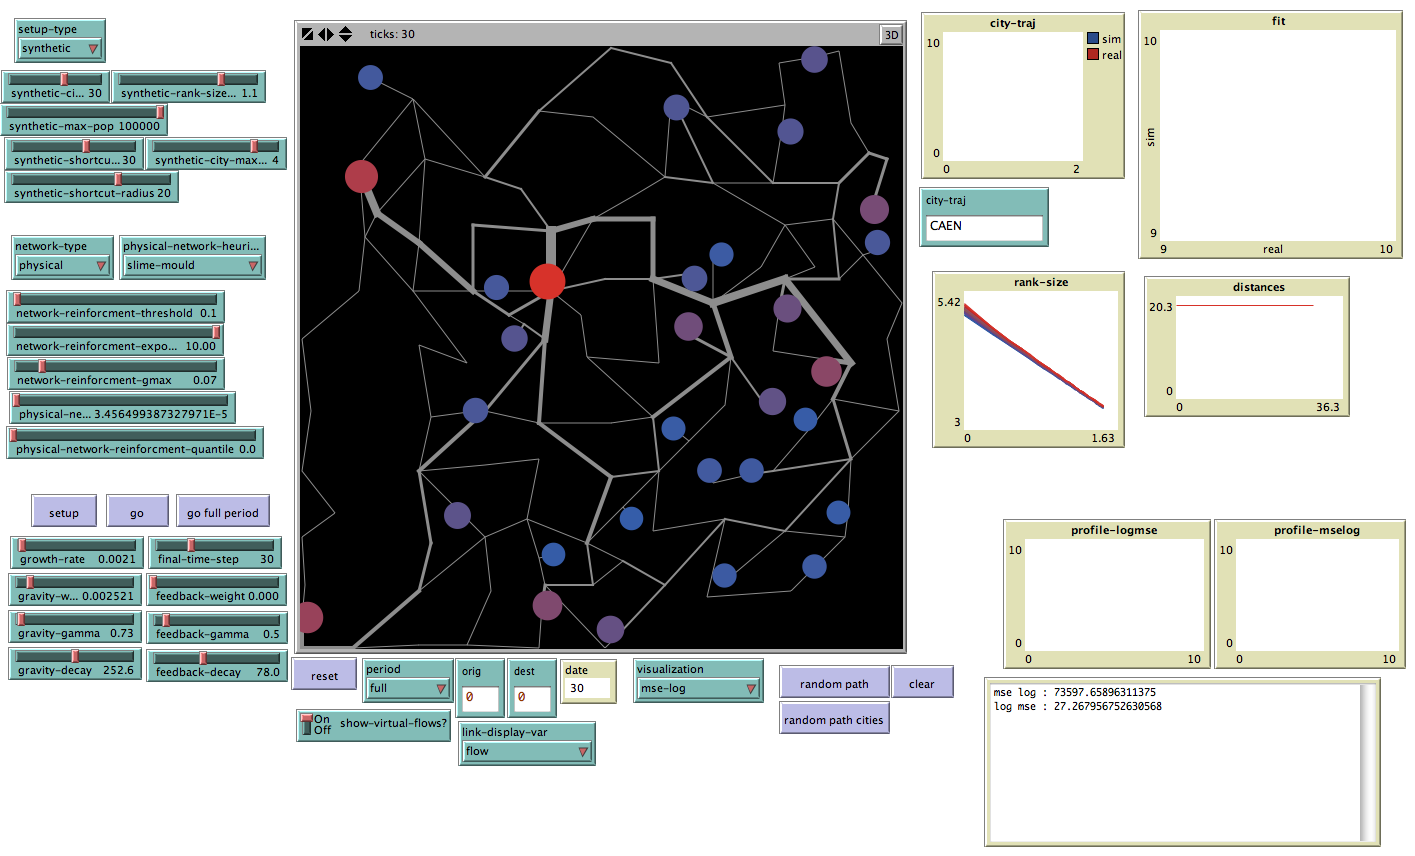 setup-type
synthetic
synthetic-ci... 30
synthetic-rank-size... 1.1
synthetic-max-pop 100000
synthetic-shortcu... 30
synthetic-city-max... 4
synthetic-shortcut-radius 20
network-type
physical
physical-network-heuri...
slime-mould
network-reinforcment-threshold 0.1
network-reinforcment-expo... 10.00
network-reinforcment-gmax 0.07
physical-ne... 3.456499387327971E-5
physical-network-reinforcment-quantile 0.0
setup
go
go full period
growth-rate 0.0021
final-time-step 30
gravity-w... 0.002521
feedback-weight 0.000
gravity-gamma 0.73
feedback-gamma 0.5
gravity-decay 252.6
feedback-decay 78.0
ticks: 30
3D
reset
period
full
orig
0
dest
0
date
30
visualization
mse-log
random path
clear
random path cities
On
Off
show-virtual-flows?
link-display-var
flow
city-traj
10
0
0
2
sim
real
city-traj
CAEN
fit
10
sim
9
9
real
10
rank-size
5.42
3
0
1.63
distances
20.3
0
0
36.3
profile-logmse
10
0
0
10
profile-mselog
10
0
0
10
mse log : 73597.65896311375
log mse : 27.267956752630568